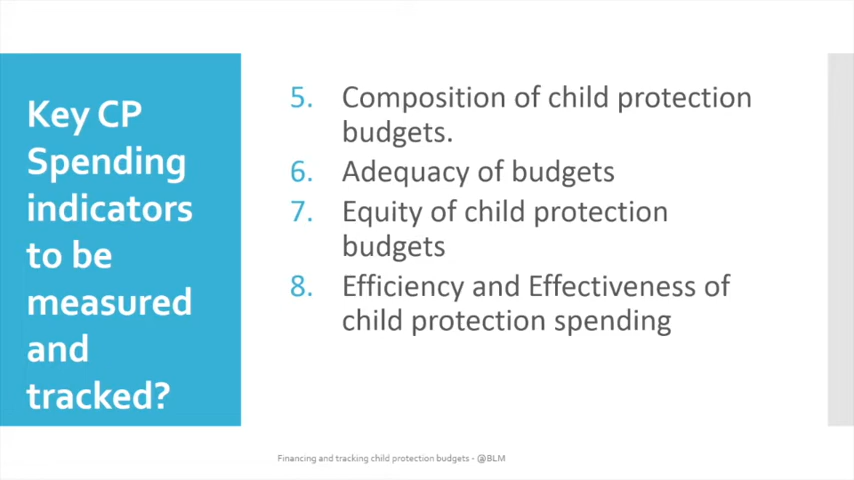 Key CP
Spending
indicators
to be
measured
and
tracked?
5. Composition of child protection
budgets.
6. Adequacy of budgets
7. Equity of child protection
budgets
8. Efficiency and Effectiveness of
child protection spending
Financing and tracking child protection budgets - @BLM